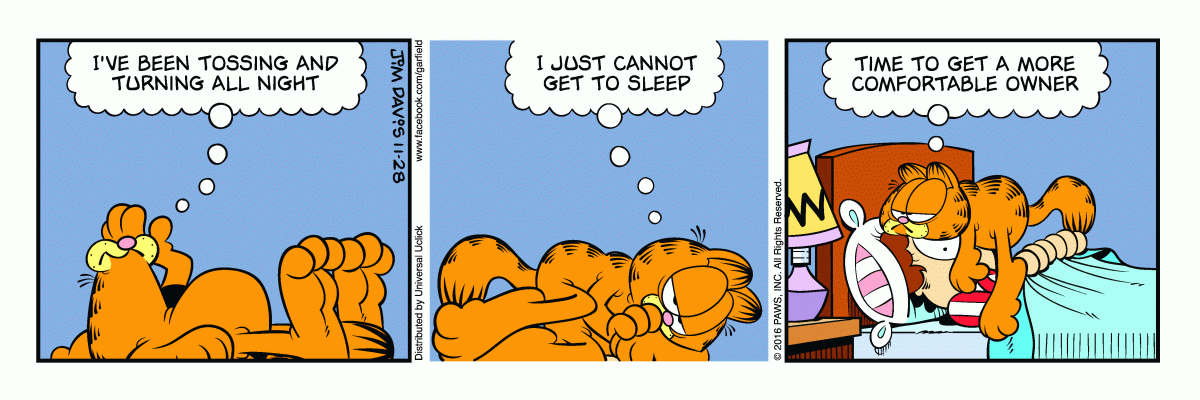 I'VE BEEN TOSSING AND
TURNING ALL NIGHT
JIM DAVIS 11-28
www.facebook.com/garfield
Distributed by Universal Uclick
I JUST CANNOT
GET TO SLEEP
© 2016 PAWS, INC. All Rights Reserved.
TIME TO GET A MORE
COMFORTABLE OWNER